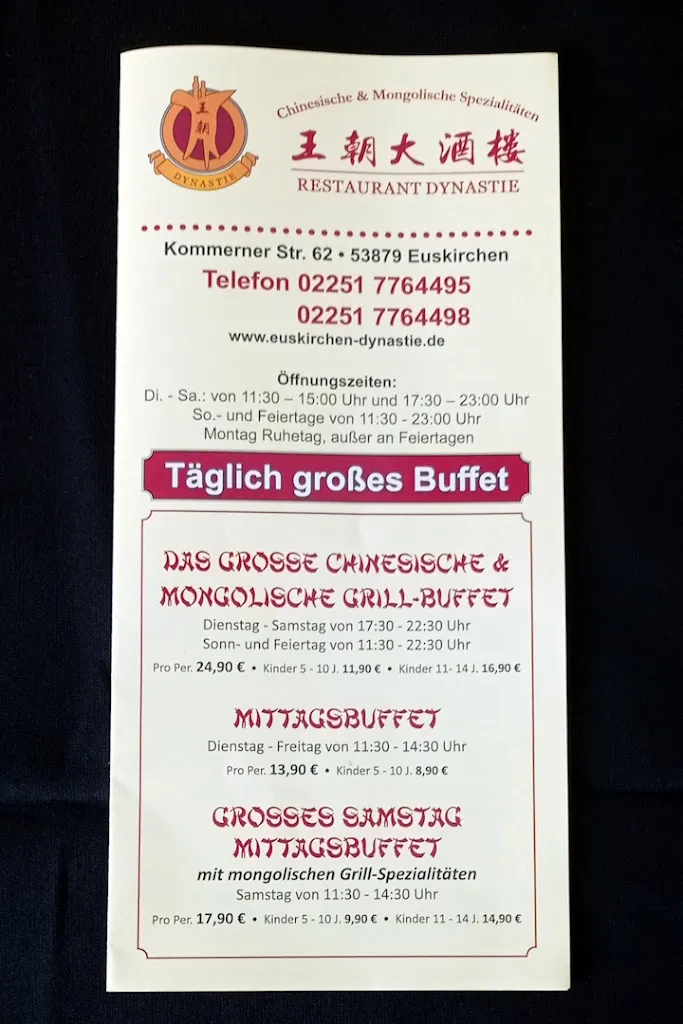 王朝
DYNASTIE
Chinesische & Mongolische Spezialitäten
王朝大酒楼
RESTAURANT DYNASTIE
Kommerner Str. 62 • 53879 Euskirchen
Telefon 02251 7764495
02251 7764498
www.euskirchen-dynastie.de
Öffnungszeiten:
Di. - Sa.: von 11:30 – 15:00 Uhr und 17:30 – 23:00 Uhr
So.- und Feiertage von 11:30 - 23:00 Uhr
Montag Ruhetag, außer an Feiertagen
Täglich großes Buffet
DAS GROSSE CHINESISCHE &
MONGOLISCHE GRILL-BUFFET
Dienstag - Samstag von 17:30 - 22:30 Uhr
Sonn- und Feiertag von 11:30 - 22:30 Uhr
Pro Per. 24,90 € • Kinder 5 - 10 J. 11,90 € • Kinder 11- 14 J. 16,90 €
MITTAGSBUFFET
Dienstag - Freitag von 11:30 - 14:30 Uhr
Pro Per. 13,90 € • Kinder 5 - 10 J. 8,90 €
GROSSES SAMSTAG
MITTAGSBUFFET
mit mongolischen Grill-Spezialitäten
Samstag von 11:30 - 14:30 Uhr
Pro Per. 17,90 € • Kinder 5 - 10 J. 9,90 € • Kinder 11 - 14 J. 14,90 €